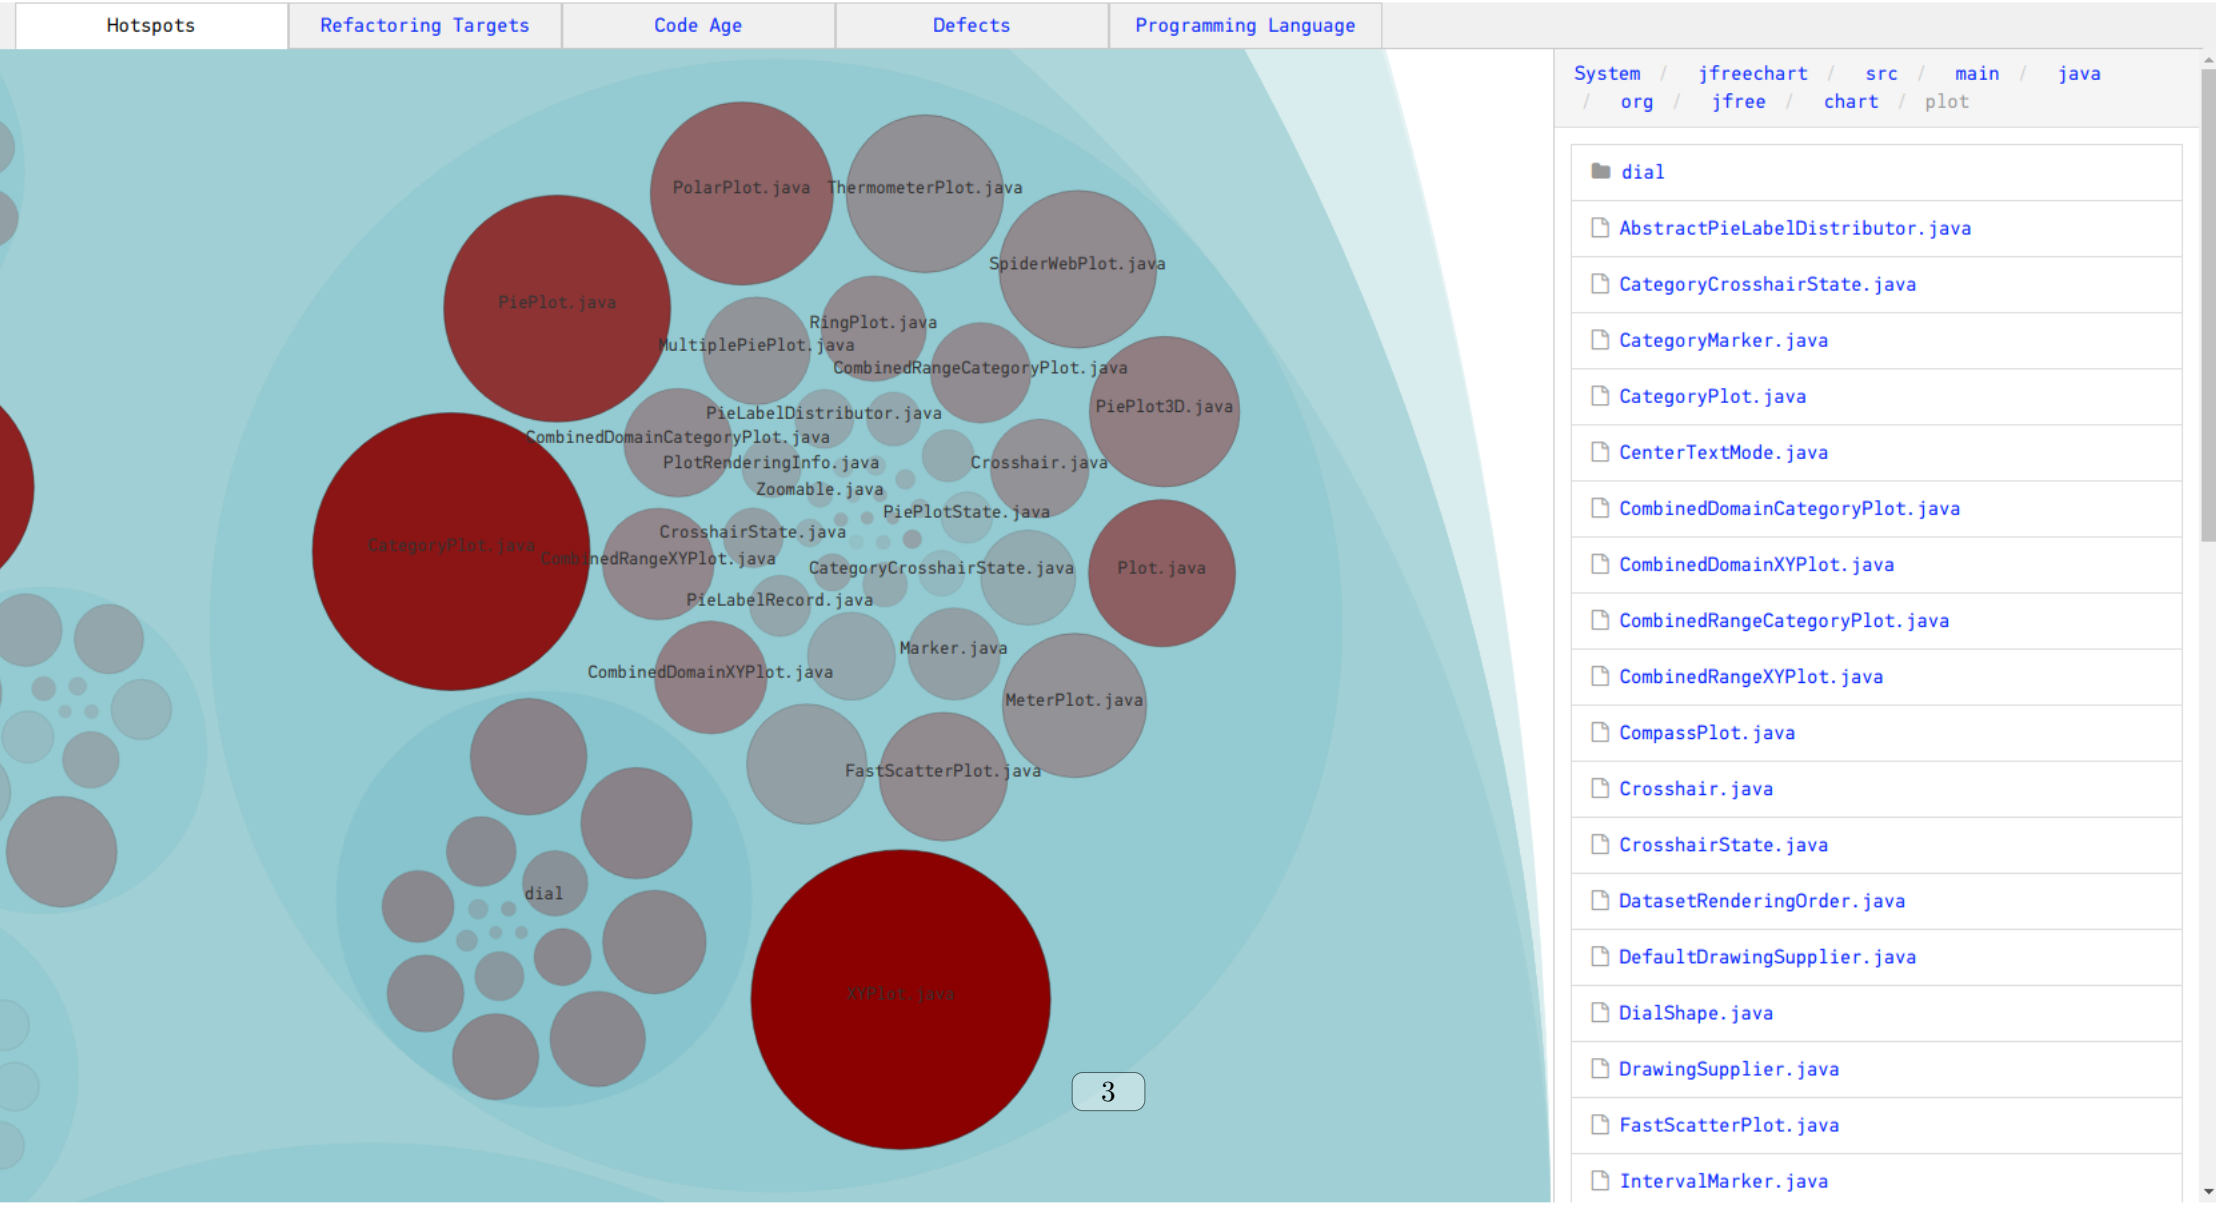 Hotspots
Refactoring Targets
Code Age
Defects
Programming Language
System / jfreechart / src / main / java
/ org / jfree / chart / plot
dial
AbstractPieLabelDistributor.java
CategoryCrosshairState.java
CategoryMarker.java
CategoryPlot.java
CenterTextMode.java
CombinedDomainCategoryPlot.java
CombinedDomainXYPlot.java
CombinedRangeCategoryPlot.java
CombinedRangeXYPlot.java
CompassPlot.java
Crosshair.java
CrosshairState.java
DatasetRenderingOrder.java
DefaultDrawingSupplier.java
DialShape.java
DrawingSupplier.java
FastScatterPlot.java
IntervalMarker.java
PolarPlot.java
ThermometerPlot.java
SpiderWebPlot.java
PiePlot.java
RingPlot.java
MultiplePiePlot.java
CombinedRangeCategoryPlot.java
PiePlot3D.java
PieLabelDistributor.java
CombinedDomainCategoryPlot.java
PlotRenderingInfo.java
Crosshair.java
Zoomable.java
PiePlotState.java
CrosshairState.java
CategoryPlot.java
CombinedRangeXYPlot.java
CategoryCrosshairState.java
Plot.java
PieLabelRecord.java
Marker.java
CombinedDomainXYPlot.java
MeterPlot.java
FastScatterPlot.java
dial
XYPlot.java
3